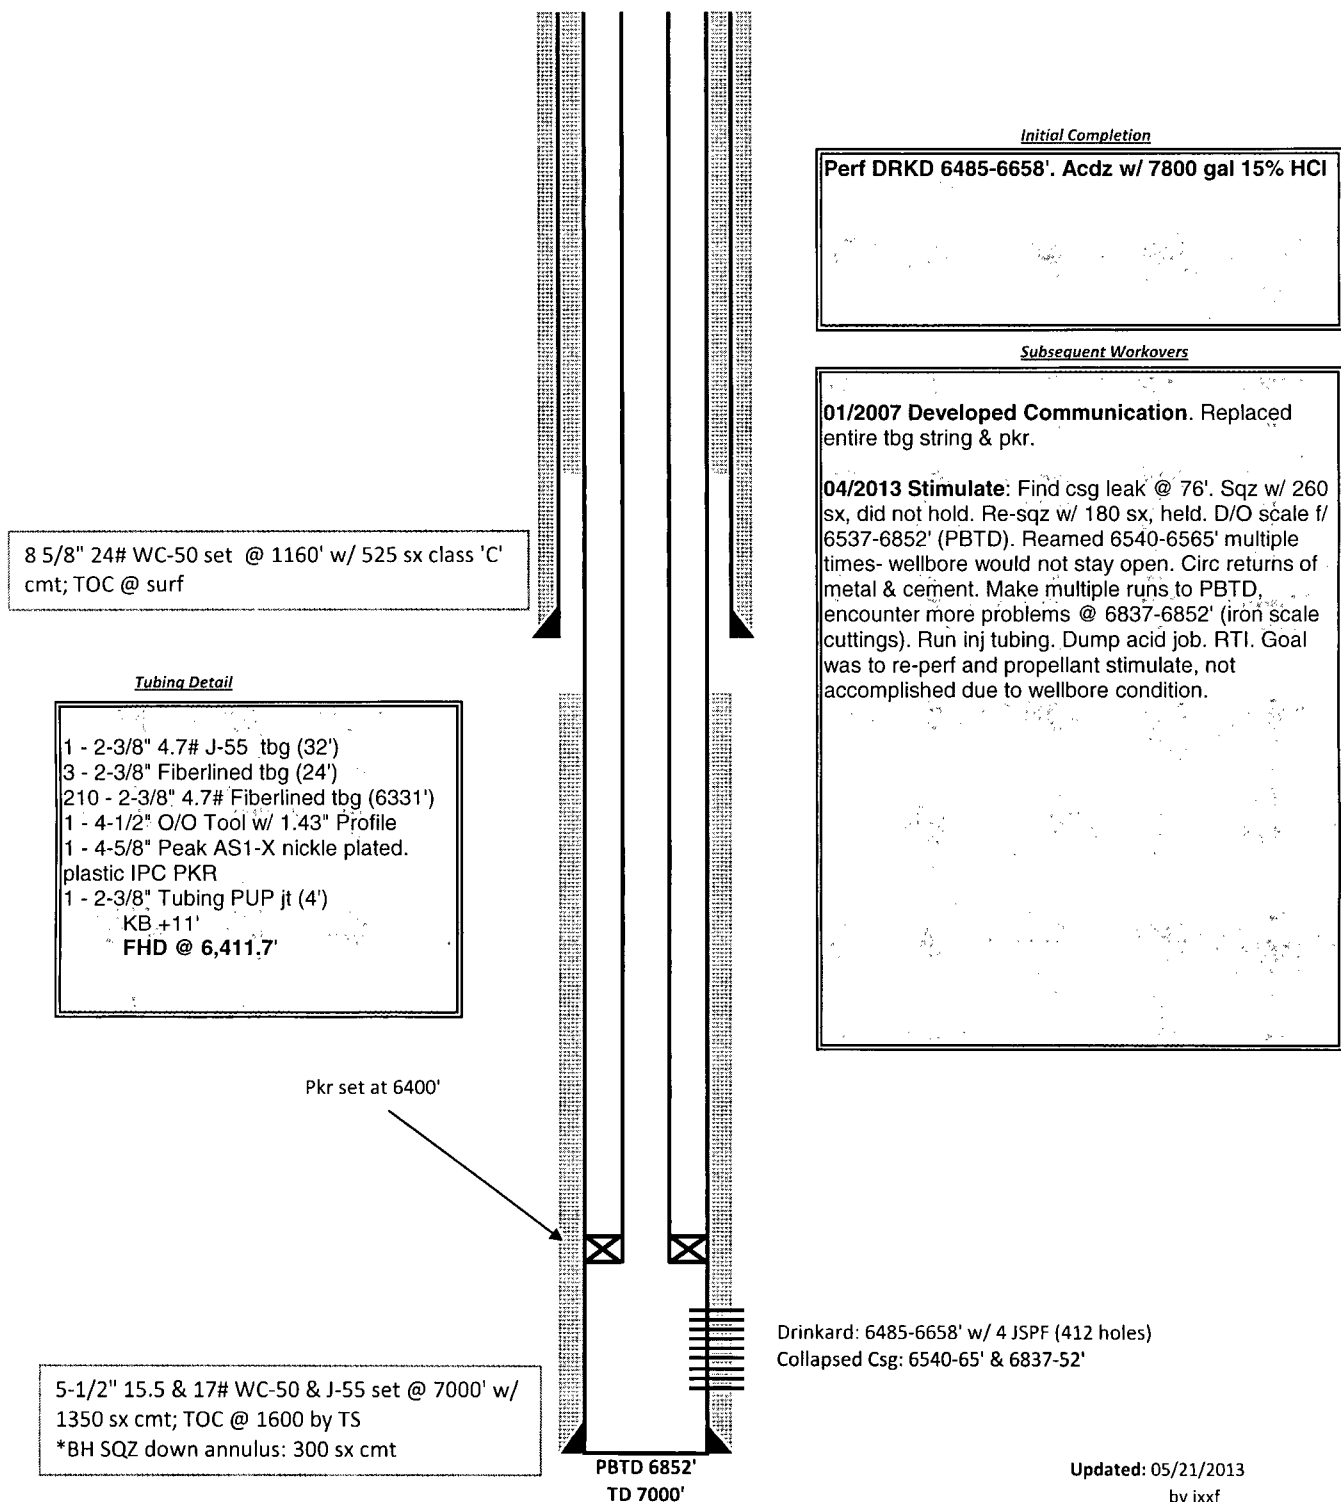 Initial Completion
Perf DRKD 6485-6658'. Acdz w/ 7800 gal 15% HCl
Subsequent Workovers
01/2007 Developed Communication. Replaced
entire tbg string & pkr.
04/2013 Stimulate: Find csg leak @ 76'. Sqz w/ 260
sx, did not hold. Re-sqz w/ 180 sx, held. D/O scale f/
6537-6852' (PBTD). Reamed 6540-6565' multiple
times- wellbore would not stay open. Circ returns of
metal & cement. Make multiple runs to PBTD,
encounter more problems @ 6837-6852' (iron scale
cuttings). Run inj tubing. Dump acid job. RTI. Goal
was to re-perf and propellant stimulate, not
accomplished due to wellbore condition.
8 5/8" 24# WC-50 set @ 1160' w/ 525 sx class 'C'
cmt; TOC @ surf
Tubing Detail
1 - 2-3/8" 4.7# J-55 tbg (32')
3 - 2-3/8" Fiberlined tbg (24')
210 - 2-3/8" 4.7# Fiberlined tbg (6331')
1 - 4-1/2" O/O Tool w/ 1.43" Profile
1 - 4-5/8" Peak AS1-X nickle plated.
plastic IPC PKR
1 - 2-3/8" Tubing PUP jt (4')
KB +11'
FHD @ 6,411.7'
Pkr set at 6400'
Drinkard: 6485-6658' w/ 4 JSPF (412 holes)
Collapsed Csg: 6540-65' & 6837-52'
5-1/2" 15.5 & 17# WC-50 & J-55 set @ 7000' w/
1350 sx cmt; TOC @ 1600 by TS
*BH SQZ down annulus: 300 sx cmt
PBTD 6852'
TD 7000'
Updated: 05/21/2013
by ixxf